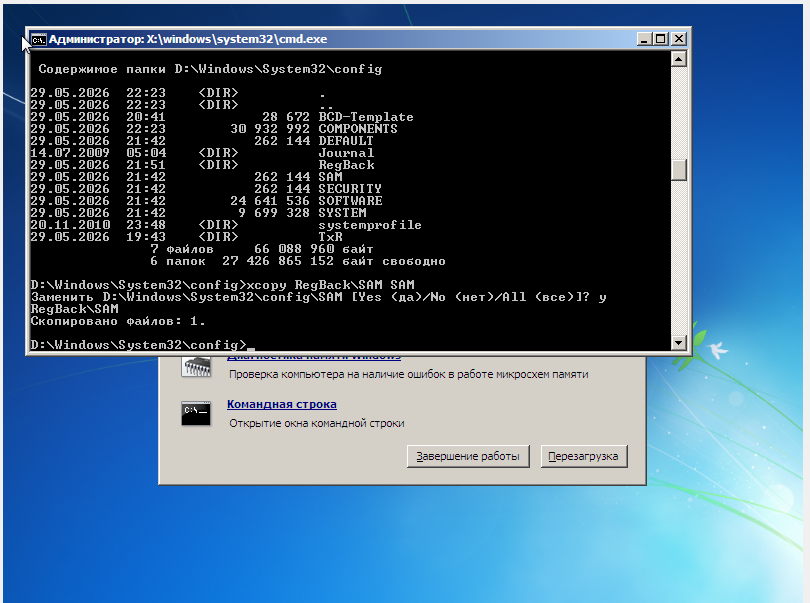 Администратор: X:\windows\system32\cmd.exe
Содержимое папки D:\Windows\System32\config
29.05.2026 22:23 <DIR> .
29.05.2026 22:23 <DIR> ..
29.05.2026 20:41 28 672 BCD-Template
29.05.2026 22:23 30 932 992 COMPONENTS
29.05.2026 21:42 262 144 DEFAULT
14.07.2009 05:04 <DIR> Journal
29.05.2026 21:51 <DIR> RegBack
29.05.2026 21:42 262 144 SAM
29.05.2026 21:42 262 144 SECURITY
29.05.2026 21:42 24 641 536 SOFTWARE
29.05.2026 21:42 9 699 328 SYSTEM
20.11.2010 23:48 <DIR> systemprofile
29.05.2026 19:43 <DIR> TxR
7 файлов 66 088 960 байт
6 папок 27 426 865 152 байт свободно
D:\Windows\System32\config>xcopy RegBack\SAM SAM
Заменить D:\Windows\System32\config\SAM [Yes (да)/No (нет)/All (все)]? y
RegBack\SAM
Скопировано файлов: 1.
D:\Windows\System32\config>_
Диагностика памяти Windows
Проверка компьютера на наличие ошибок в работе микросхем памяти
C:\_
Командная строка
Открытие окна командной строки
Завершение работы
Перезагрузка